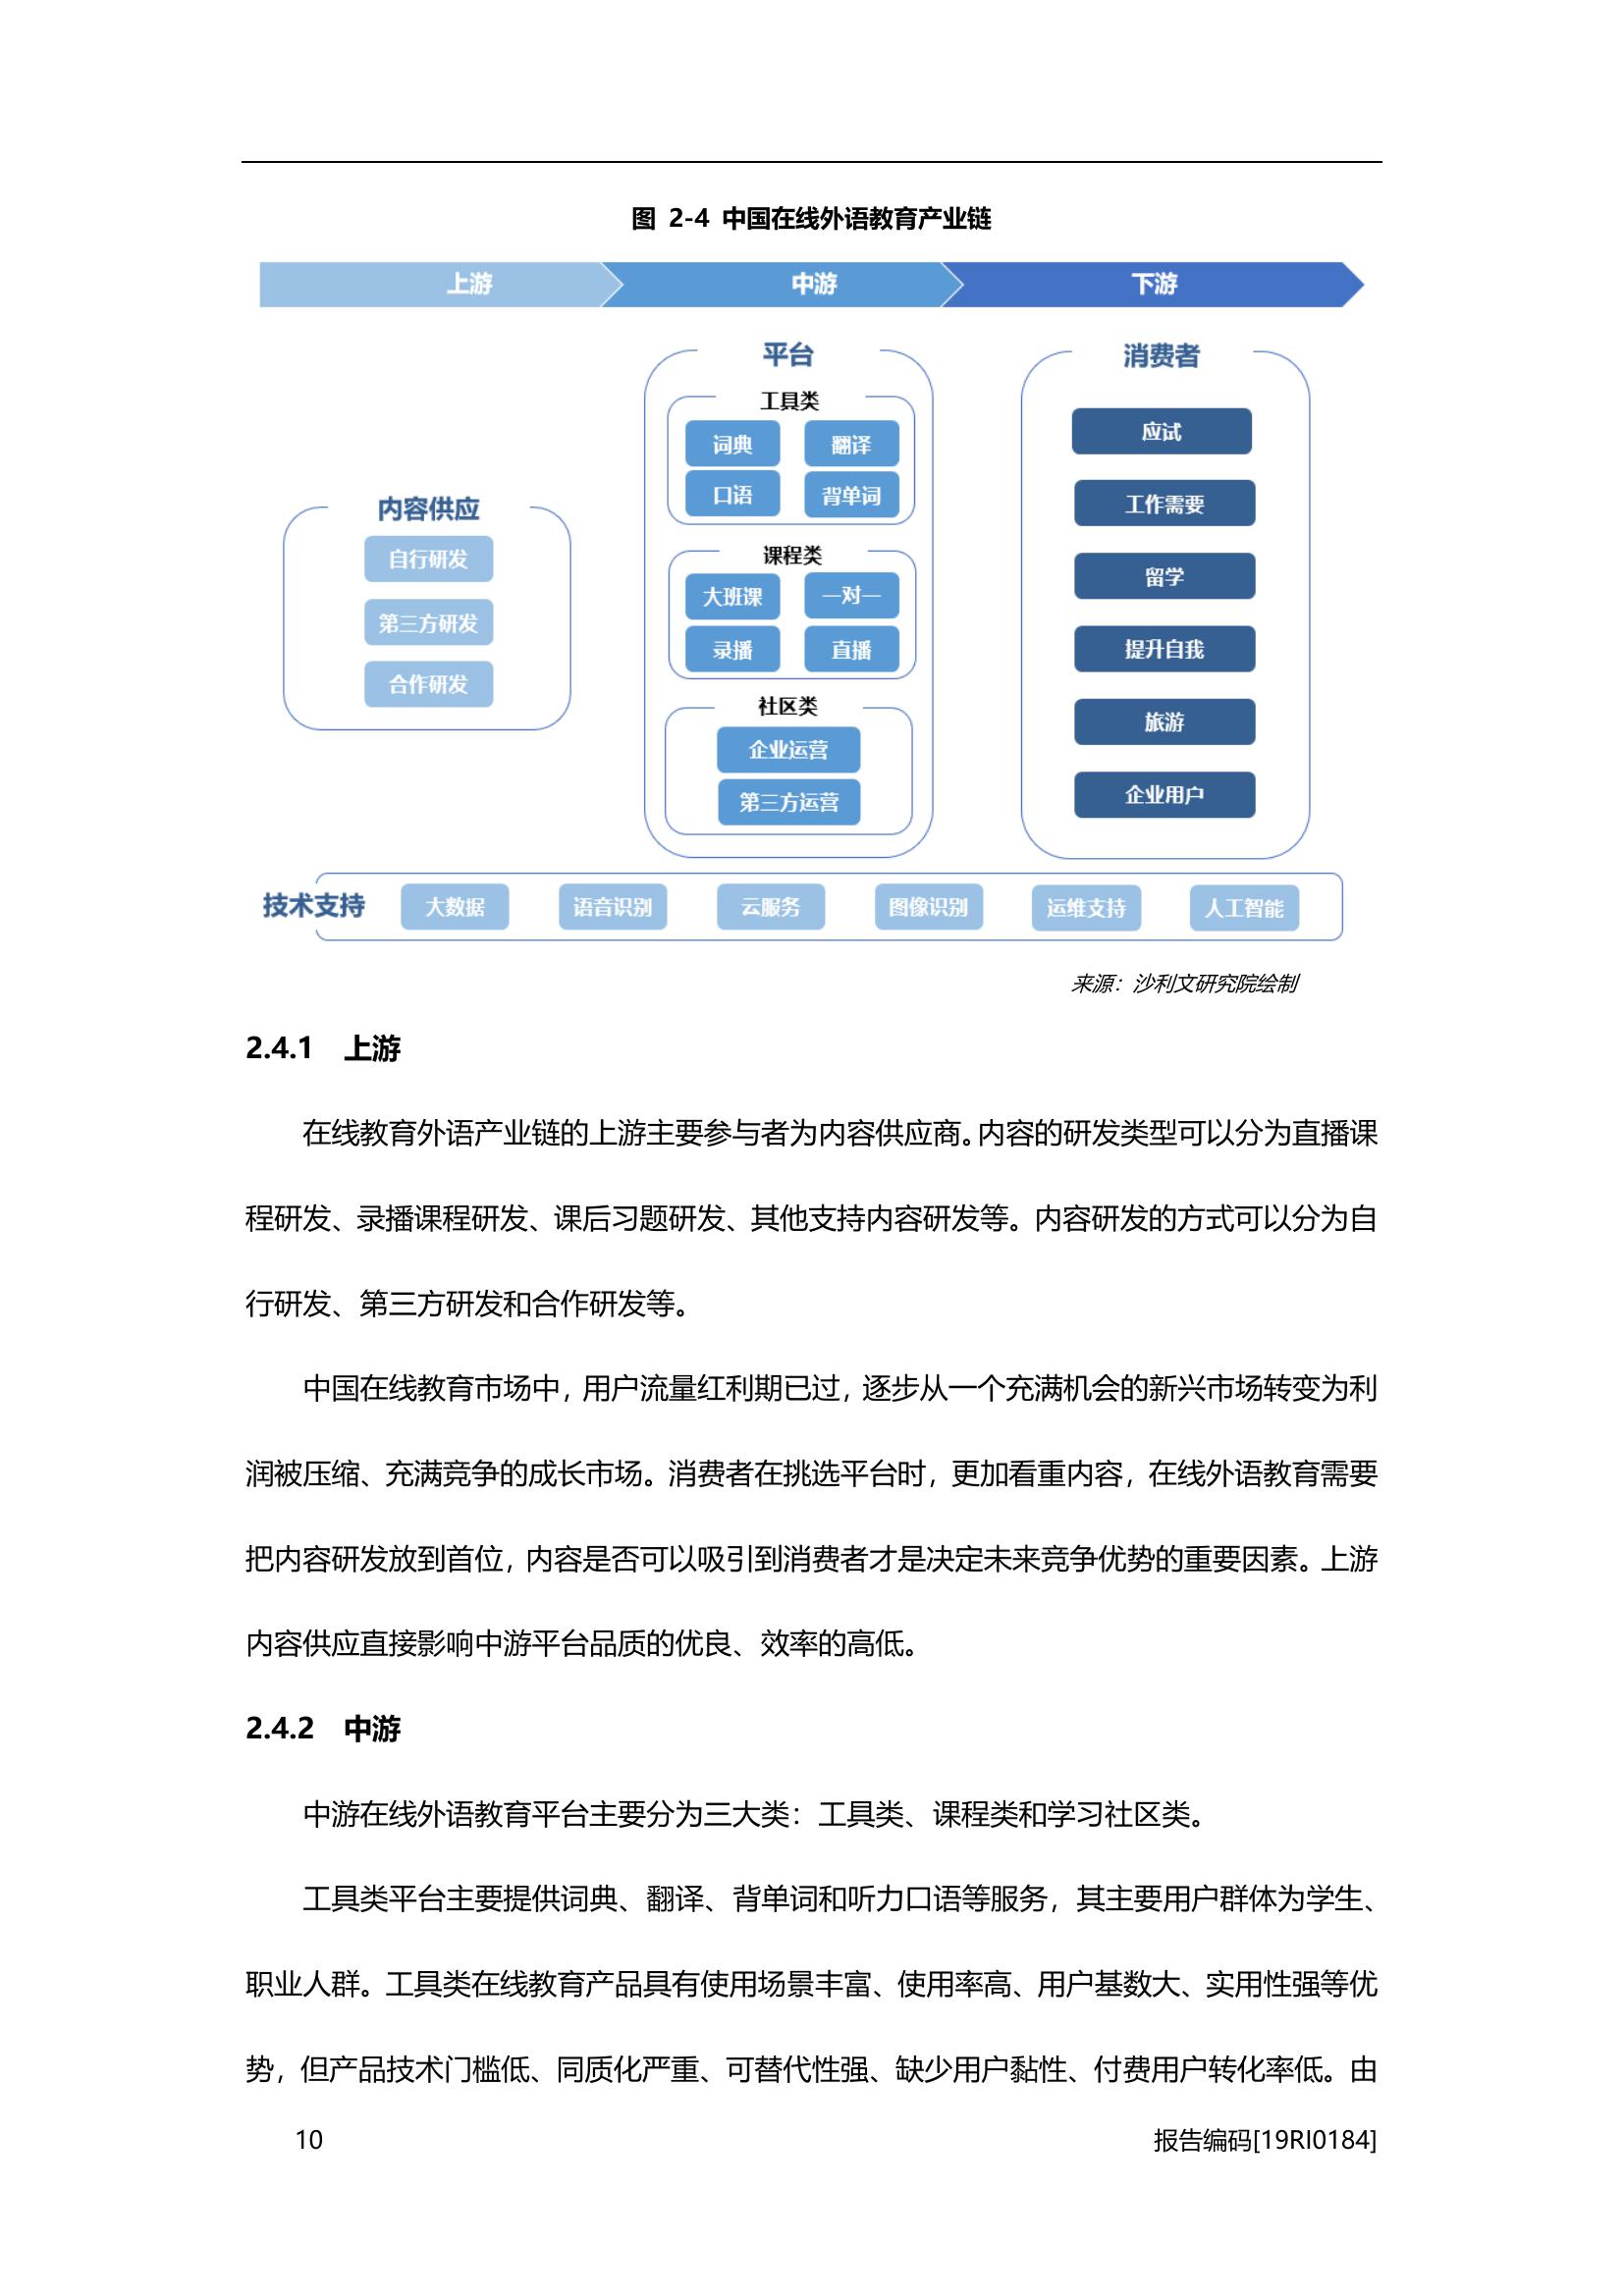 图 2-4 中国在线外语教育产业链
上游
中游
下游
内容供应
自行研发
第三方研发
合作研发
平台
工具类
词典
翻译
口语
背单词
课程类
大班课
一对一
录播
直播
社区类
企业运营
第三方运营
消费者
应试
工作需要
留学
提升自我
旅游
企业用户
技术支持
大数据
语音识别
云服务
图像识别
运维支持
人工智能
来源：沙利文研究院绘制
2.4.1 上游
在线教育外语产业链的上游主要参与者为内容供应商。内容的研发类型可以分为直播课
程研发、录播课程研发、课后习题研发、其他支持内容研发等。内容研发的方式可以分为自
行研发、第三方研发和合作研发等。
中国在线教育市场中，用户流量红利期已过，逐步从一个充满机会的新兴市场转变为利
润被压缩、充满竞争的成长市场。消费者在挑选平台时，更加看重内容，在线外语教育需要
把内容研发放到首位，内容是否可以吸引到消费者才是决定未来竞争优势的重要因素。上游
内容供应直接影响中游平台品质的优良、效率的高低。
2.4.2 中游
中游在线外语教育平台主要分为三大类：工具类、课程类和学习社区类。
工具类平台主要提供词典、翻译、背单词和听力口语等服务，其主要用户群体为学生、
职业人群。工具类在线教育产品具有使用场景丰富、使用率高、用户基数大、实用性强等优
势，但产品技术门槛低、同质化严重、可替代性强、缺少用户黏性、付费用户转化率低。由
10
报告编码[19RI0184]